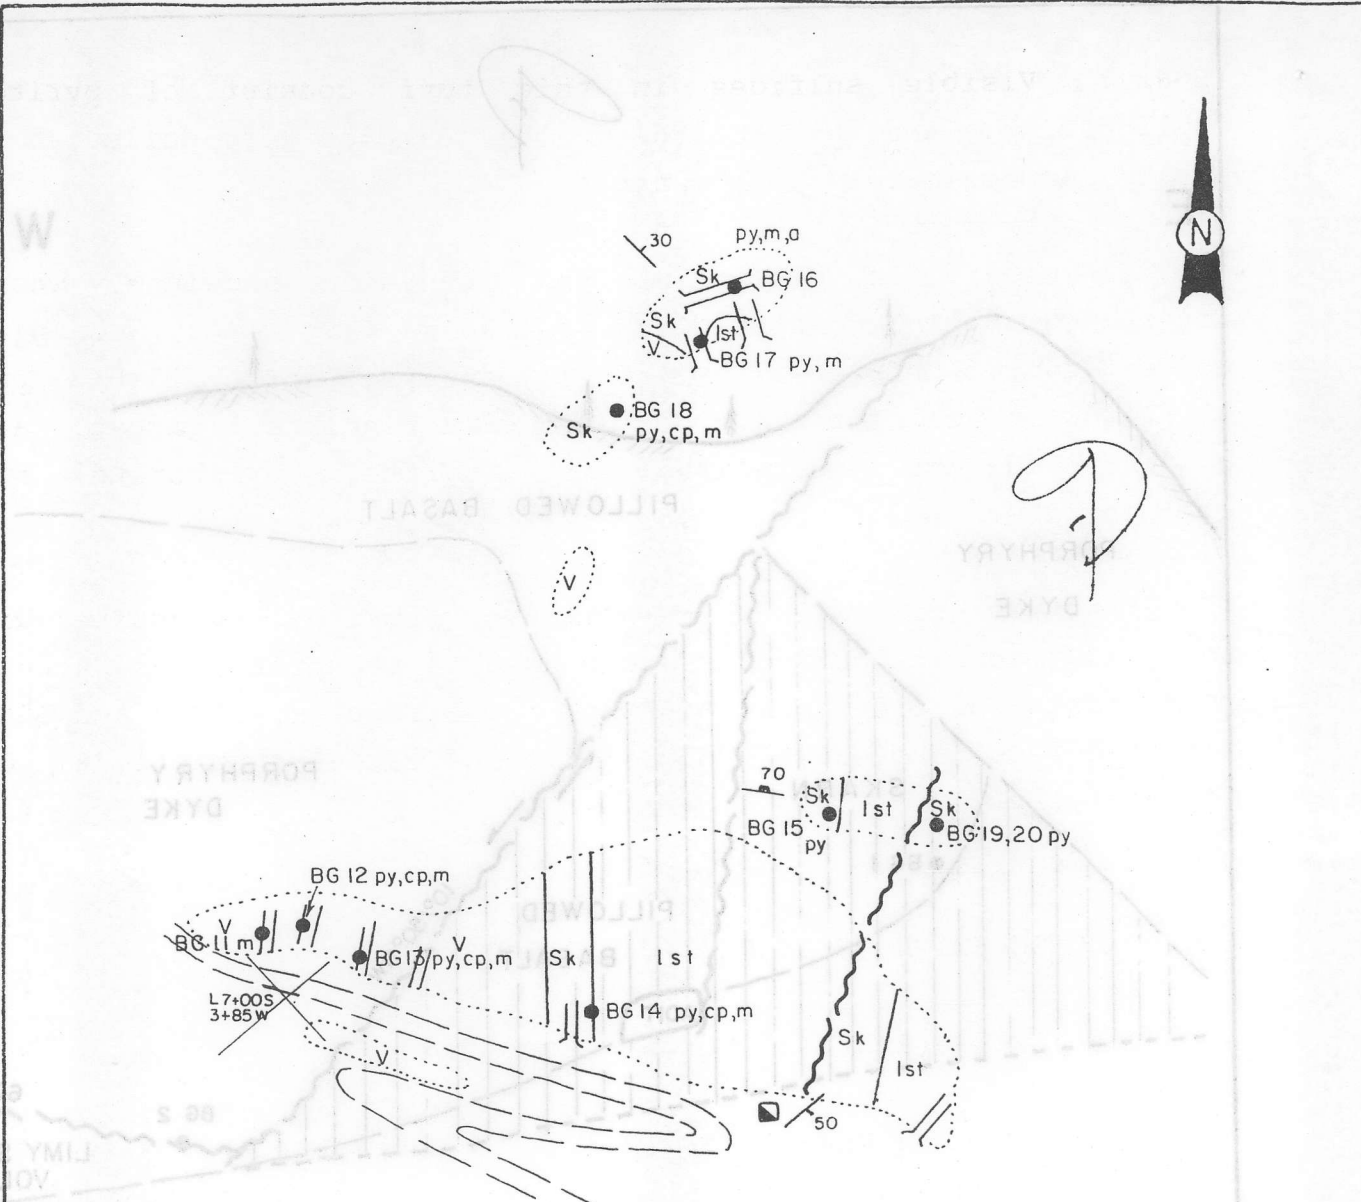 Visible sulfides in
N
W
30
py,m,a
Sk
BG 16
Sk
lst
V
BG 17 py, m
BG 18
Sk
py,cp,m
PILLOWED BASALT
PORPHYRY
DYKE
V
PORPHYRY
DYKE
70
Sk
lst
Sk
BG 15
py
BG 19,20 py
BG 12 py,cp,m
PILLOWED
BASALT
V
BG 11 m
V
BG 13 py,cp,m
Sk
lst
L 7+00S
3+85 W
BG 14 py,cp,m
Sk
lst
V
BG 2
50
LIMY